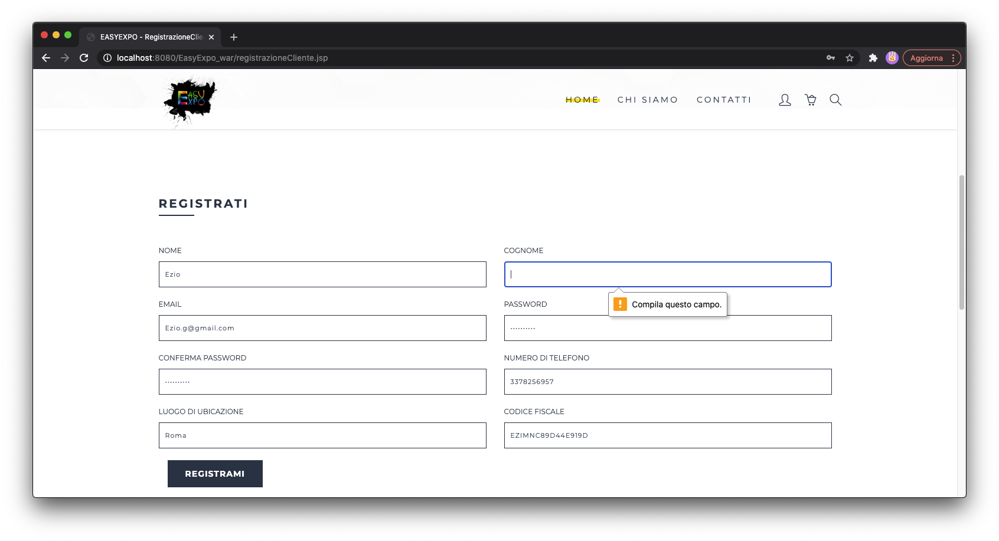 EASYEXPO - RegistrazioneClie
localhost:8080/EasyExpo_war/registrazioneCliente.jsp
Aggiorna
EASY
EXPO
HOME CHI SIAMO CONTATTI
REGISTRATI
NOME COGNOME
Ezio
Compila questo campo.
EMAIL PASSWORD
Ezio.g@gmail.com ··········
CONFERMA PASSWORD NUMERO DI TELEFONO
·········· 3378256957
LUOGO DI UBICAZIONE CODICE FISCALE
Roma EZIMNC89D44E919D
REGISTRAMI